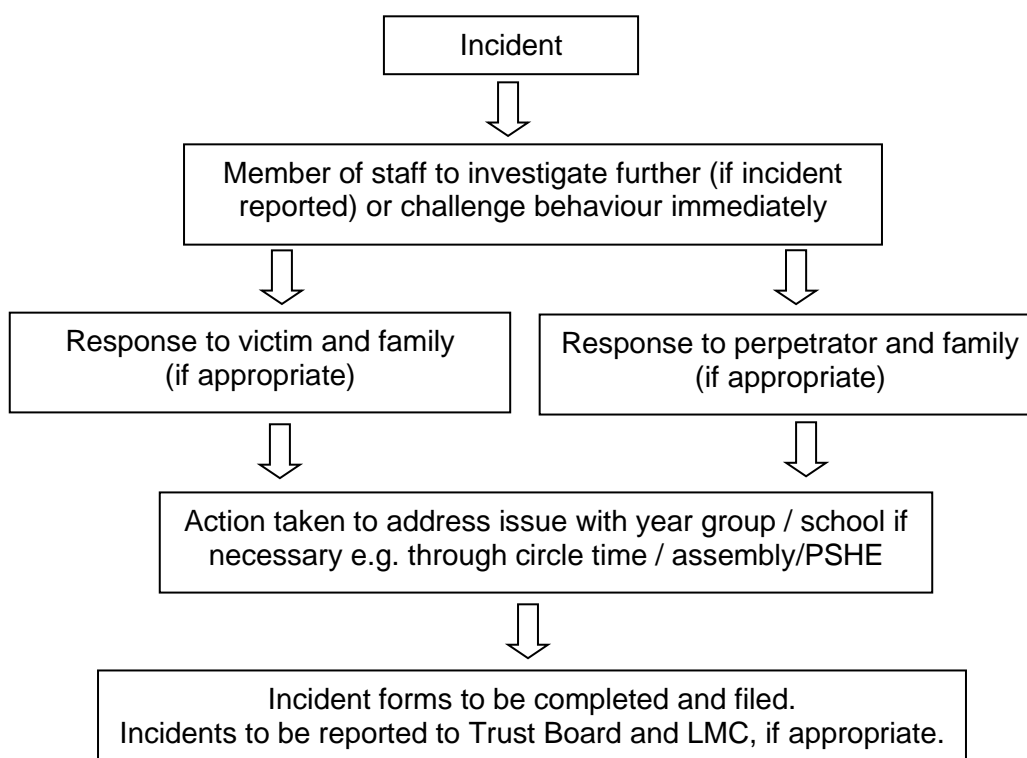 Incident
Member of staff to investigate further (if incident
reported) or challenge behaviour immediately
Response to victim and family
(if appropriate)
Response to perpetrator and family
(if appropriate)
Action taken to address issue with year group / school if
necessary e.g. through circle time / assembly/PSHE
Incident forms to be completed and filed.
Incidents to be reported to Trust Board and LMC, if appropriate.